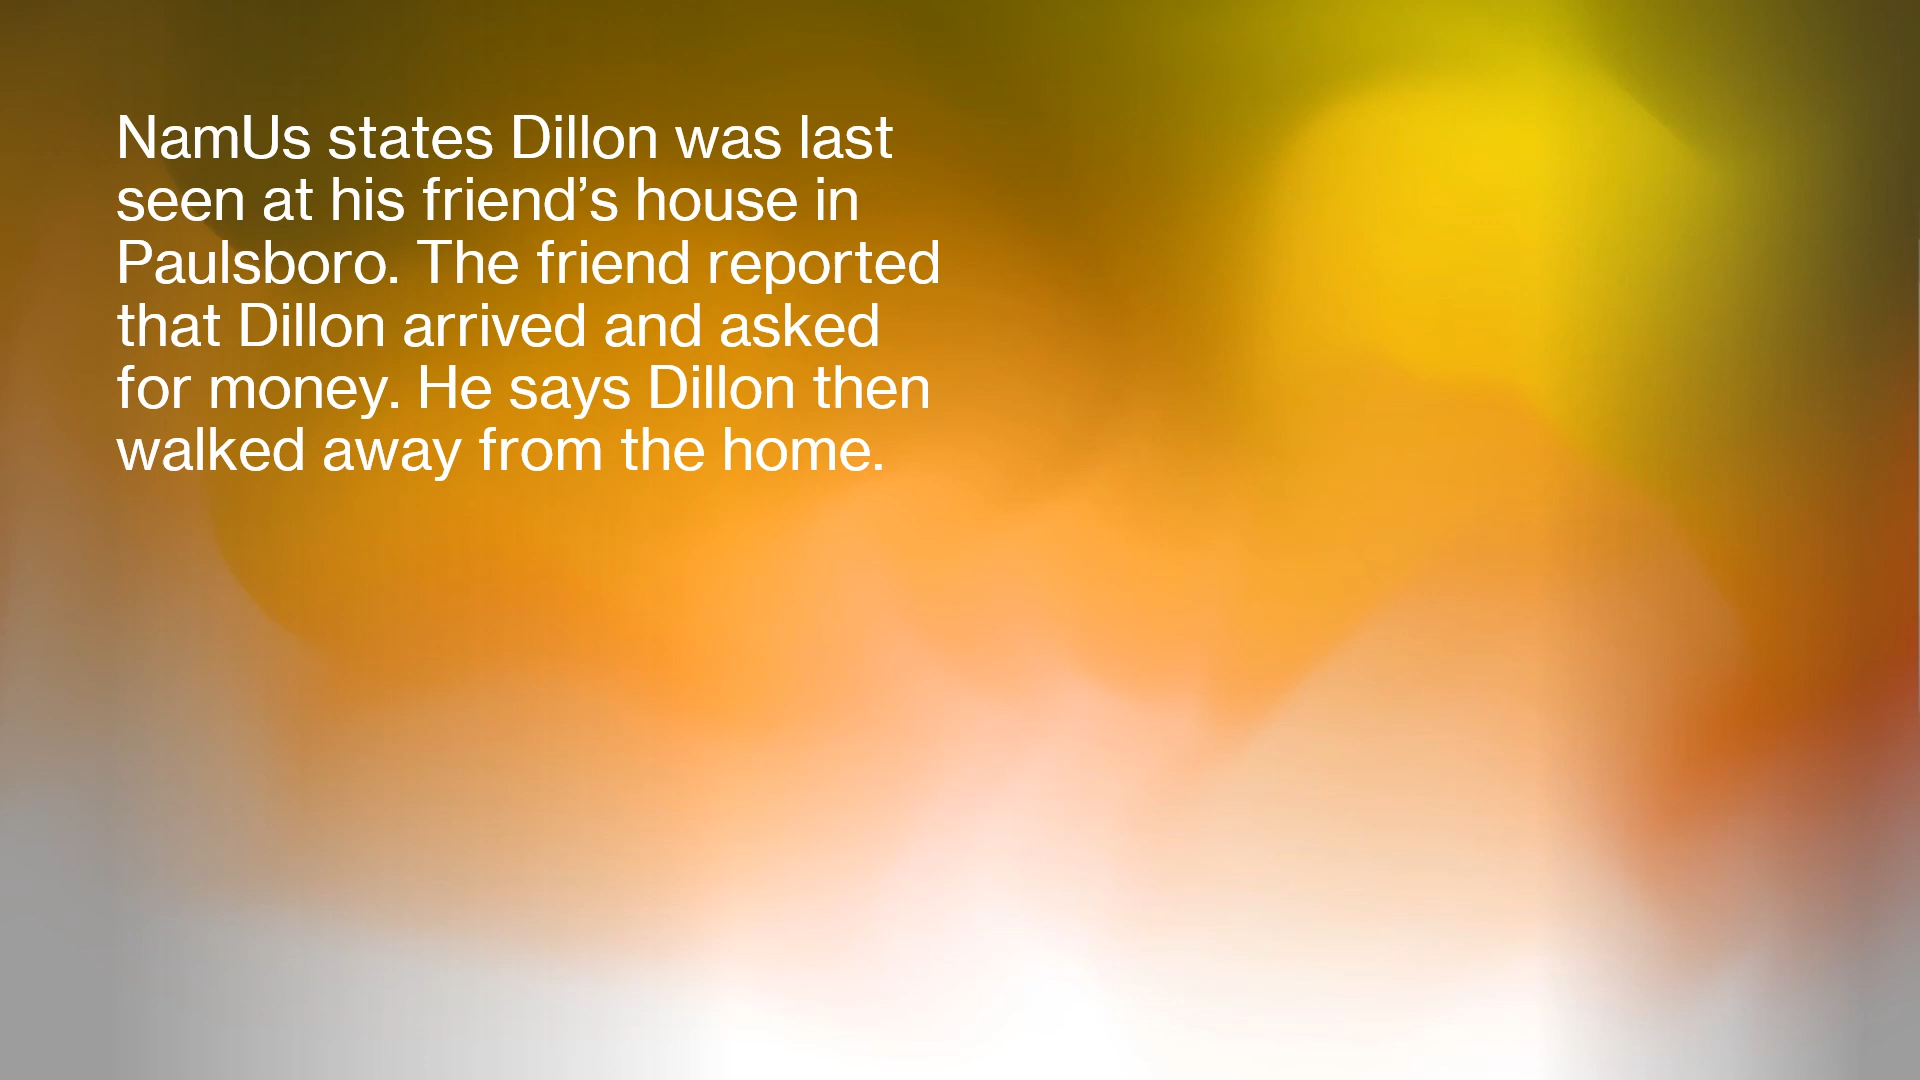 NamUs states Dillon was last
seen at his friend’s house in
Paulsboro. The friend reported
that Dillon arrived and asked
for money. He says Dillon then
walked away from the home.